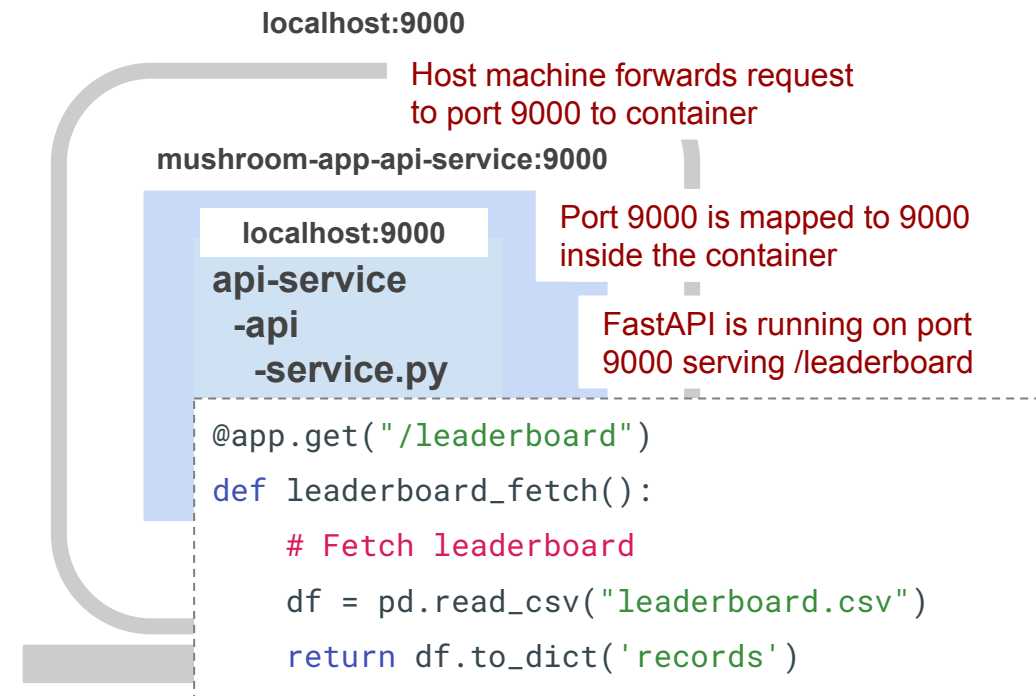 localhost:9000
Host machine forwards request
to port 9000 to container
mushroom-app-api-service:9000
Port 9000 is mapped to 9000
inside the container
localhost:9000
api-service
-api
-service.py
FastAPI is running on port
9000 serving /leaderboard
@app.get("/leaderboard")
def leaderboard_fetch():
    # Fetch leaderboard
    df = pd.read_csv("leaderboard.csv")
    return df.to_dict('records')